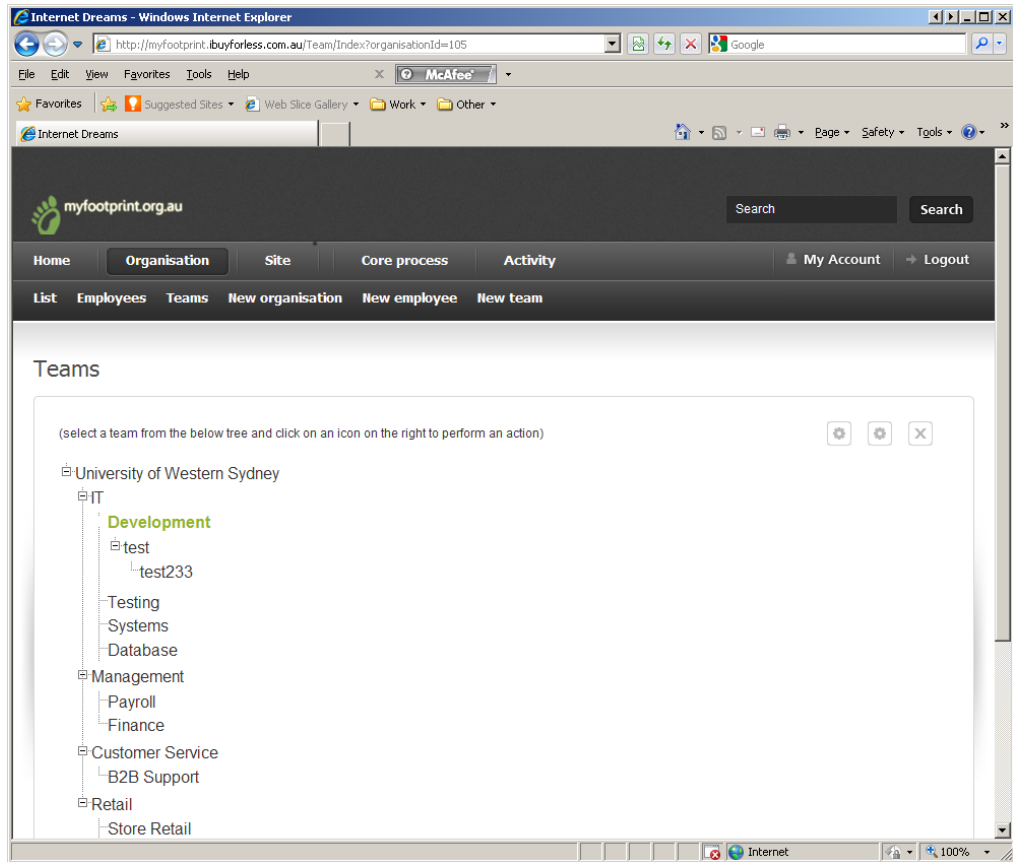 Internet Dreams - Windows Internet Explorer
http://myfootprint.ibuyforless.com.au/Team/Index?organisationId=105
Google
File Edit View Favorites Tools Help
McAfee
Favorites Suggested Sites Web Slice Gallery Work Other
Internet Dreams
Page Safety Tools
myfootprint.org.au
Search Search
Home Organisation Site Core process Activity My Account Logout
List Employees Teams New organisation New employee New team
Teams
(select a team from the below tree and click on an icon on the right to perform an action)
University of Western Sydney
IT
Development
test
test233
Testing
Systems
Database
Management
Payroll
Finance
Customer Service
B2B Support
Retail
Store Retail
Internet 100%